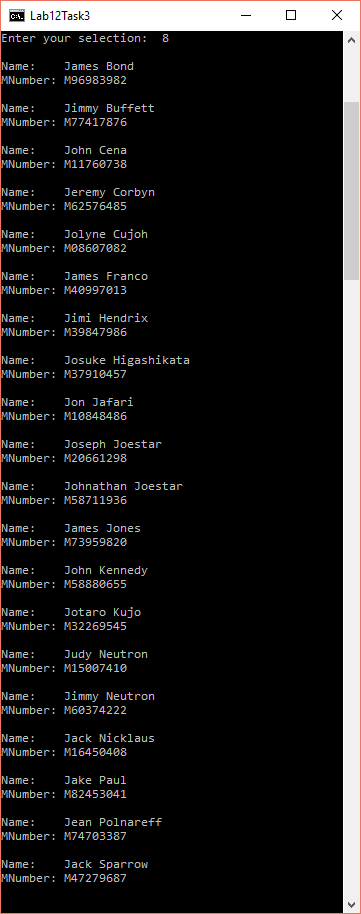 Lab12Task3
Enter your selection:  8
Name:    James Bond
MNumber: M96983982
Name:    Jimmy Buffett
MNumber: M77417876
Name:    John Cena
MNumber: M11760738
Name:    Jeremy Corbyn
MNumber: M62576485
Name:    Jolyne Cujoh
MNumber: M08607082
Name:    James Franco
MNumber: M40997013
Name:    Jimi Hendrix
MNumber: M39847986
Name:    Josuke Higashikata
MNumber: M37910457
Name:    Jon Jafari
MNumber: M10848486
Name:    Joseph Joestar
MNumber: M20661298
Name:    Johnathan Joestar
MNumber: M58711936
Name:    James Jones
MNumber: M73959820
Name:    John Kennedy
MNumber: M58880655
Name:    Jotaro Kujo
MNumber: M32269545
Name:    Judy Neutron
MNumber: M15007410
Name:    Jimmy Neutron
MNumber: M60374222
Name:    Jack Nicklaus
MNumber: M16450408
Name:    Jake Paul
MNumber: M82453041
Name:    Jean Polnareff
MNumber: M74703387
Name:    Jack Sparrow
MNumber: M47279687